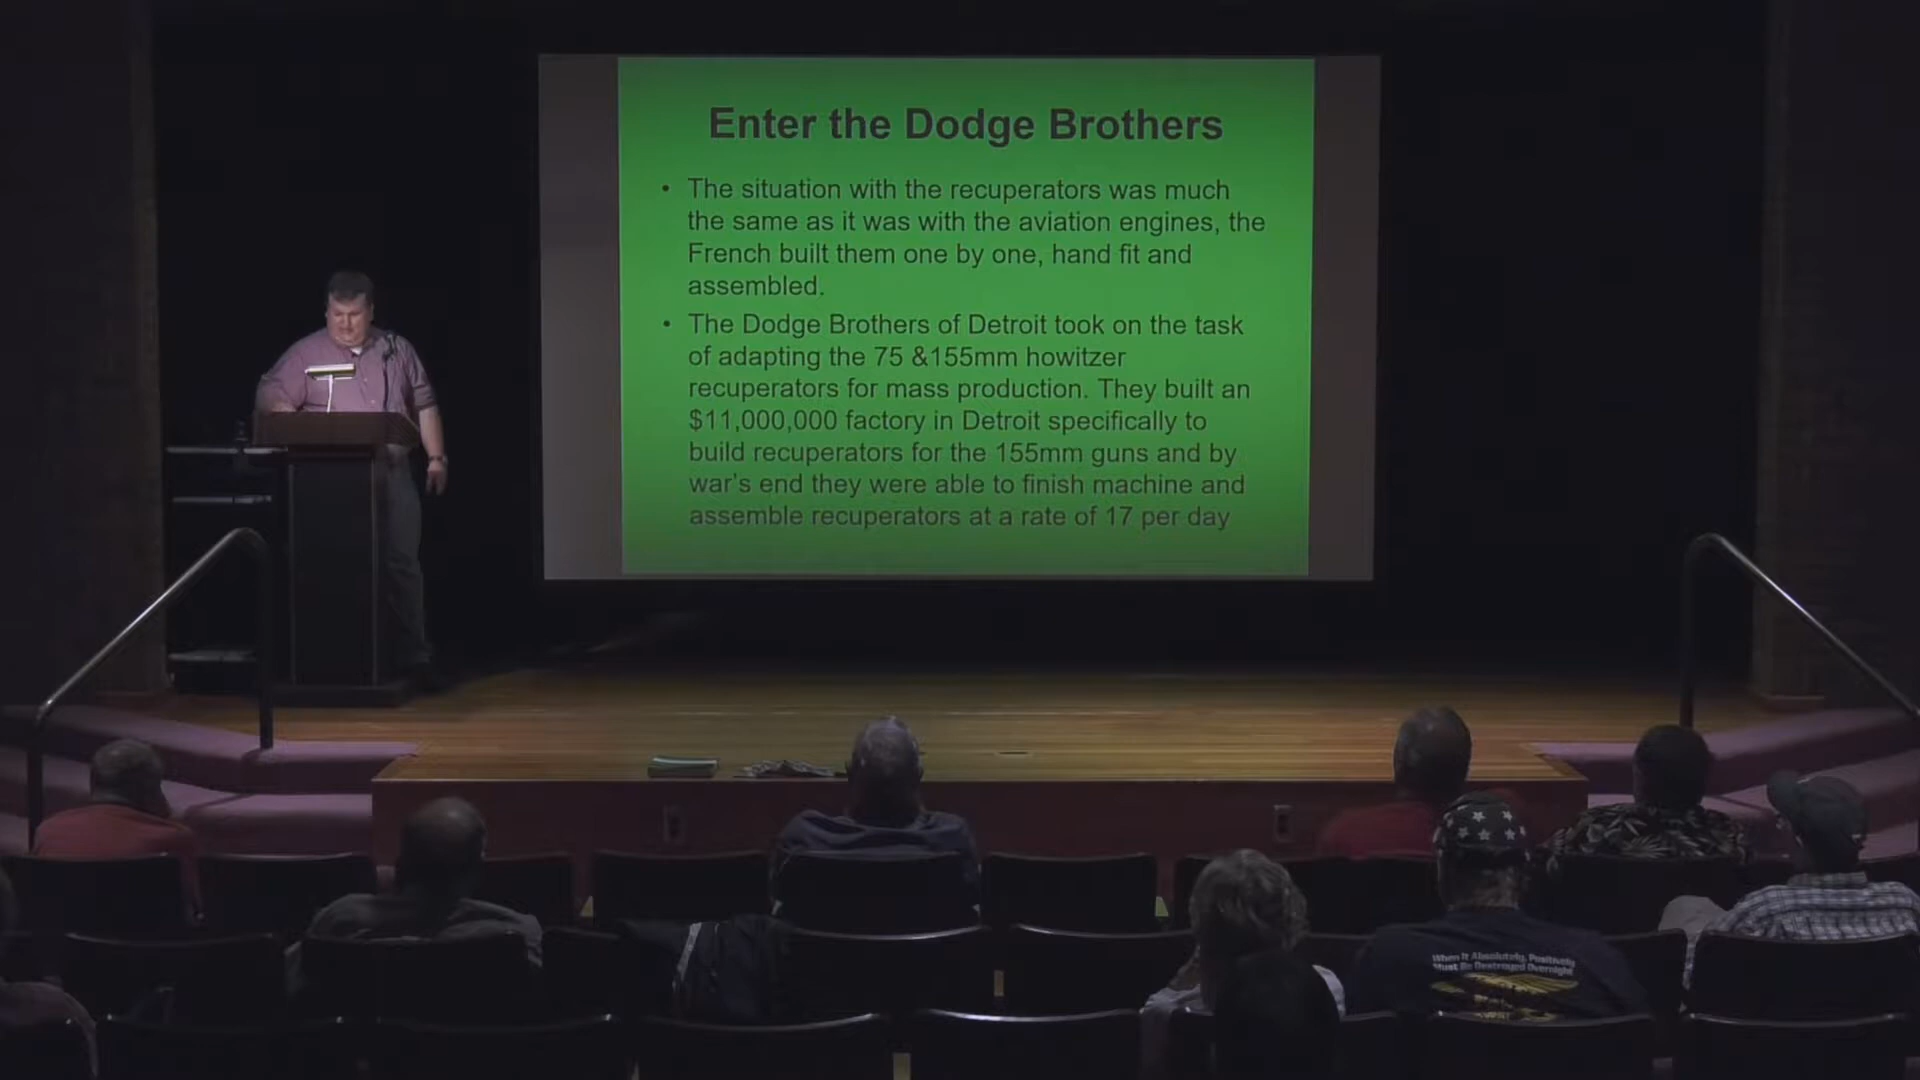 Enter the Dodge Brothers
• The situation with the recuperators was much
the same as it was with the aviation engines, the
French built them one by one, hand fit and
assembled.
• The Dodge Brothers of Detroit took on the task
of adapting the 75 &155mm howitzer
recuperators for mass production. They built an
$11,000,000 factory in Detroit specifically to
build recuperators for the 155mm guns and by
war's end they were able to finish machine and
assemble recuperators at a rate of 17 per day
When It Absolutely, Positively
Must Be Destroyed Overnight